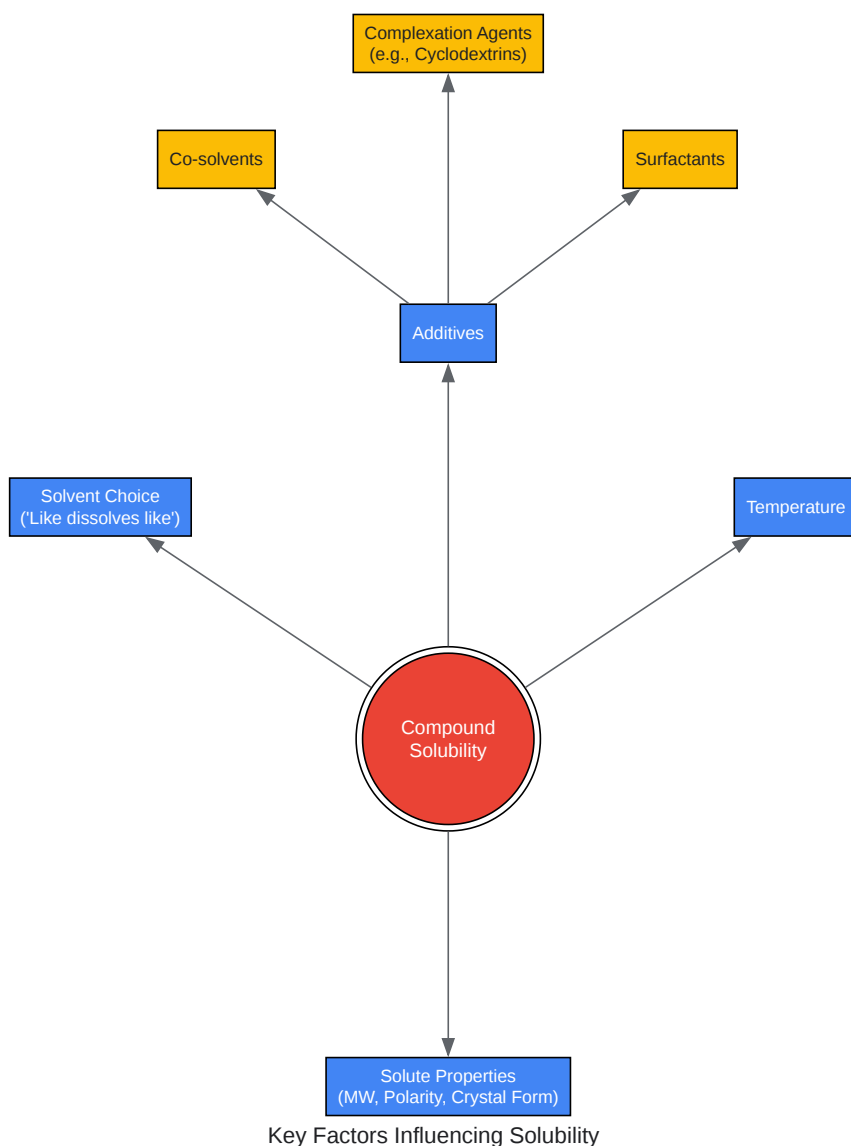 Complexation Agents
(e.g., Cyclodextrins)
Co-solvents
Surfactants
Additives
Solvent Choice
('Like dissolves like')
Temperature
Compound
Solubility
Solute Properties
(MW, Polarity, Crystal Form)
Key Factors Influencing Solubility